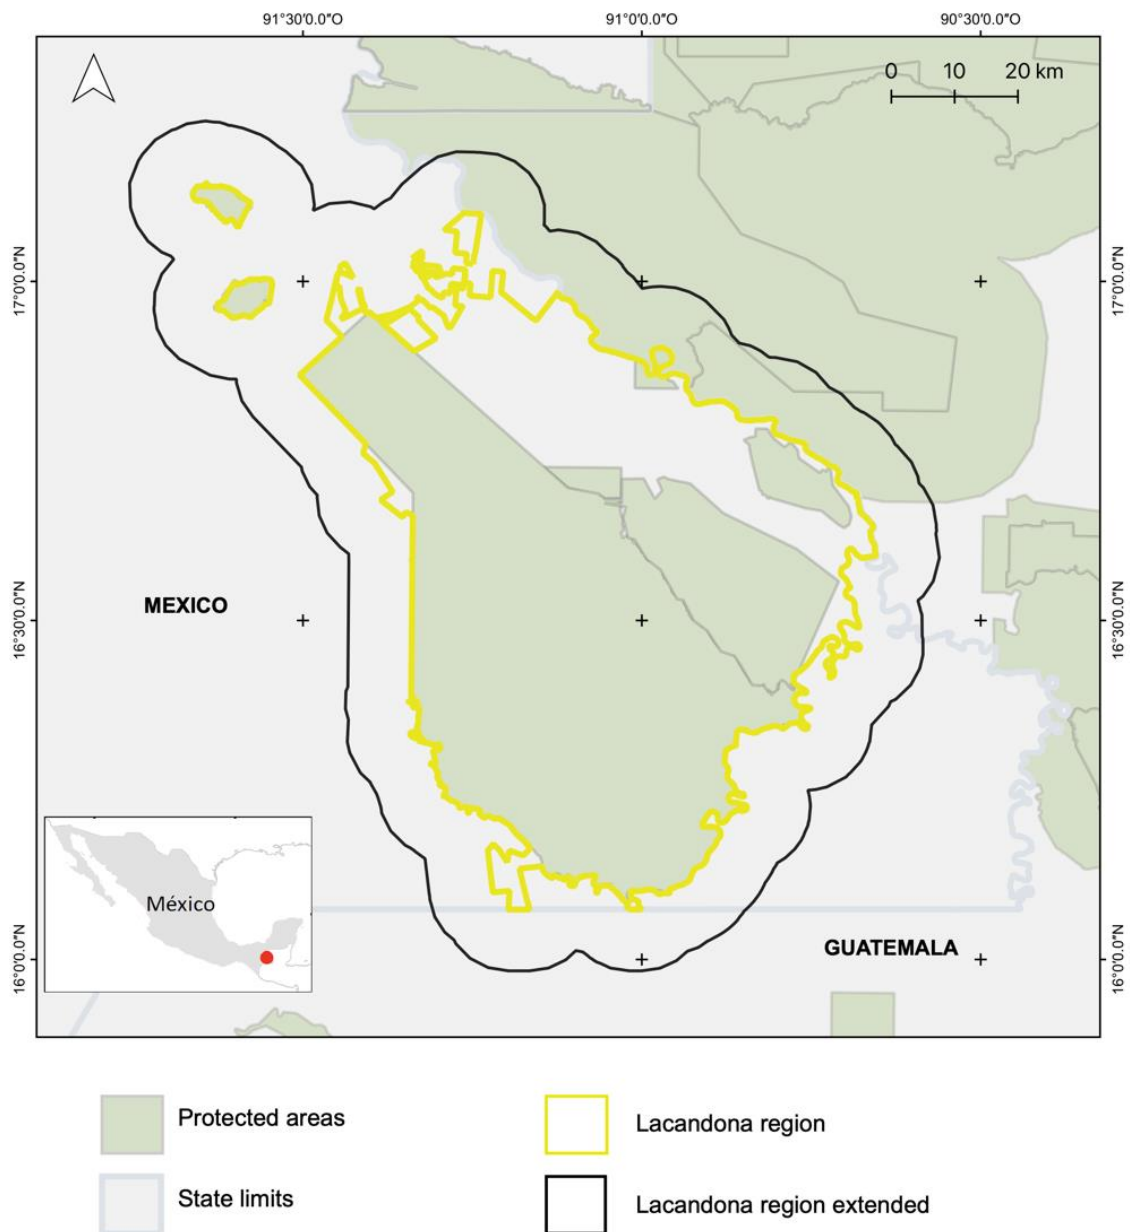 91°30'0.0"O 91°0'0.0"O 90°30'0.0"O
0 10 20 km
17°0'0.0"N 17°0'0.0"N
MEXICO
16°30'0.0"N 16°30'0.0"N
México
GUATEMALA
16°0'0.0"N 16°0'0.0"N
Protected areas
Lacandona region
State limits
Lacandona region extended